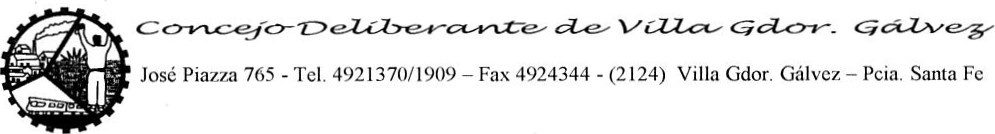 Concejo Deliberante de Villa Gdor. Gálvez
José Piazza 765 - Tel. 4921370/1909 – Fax 4924344 - (2124)  Villa Gdor. Gálvez – Pcia. Santa Fe